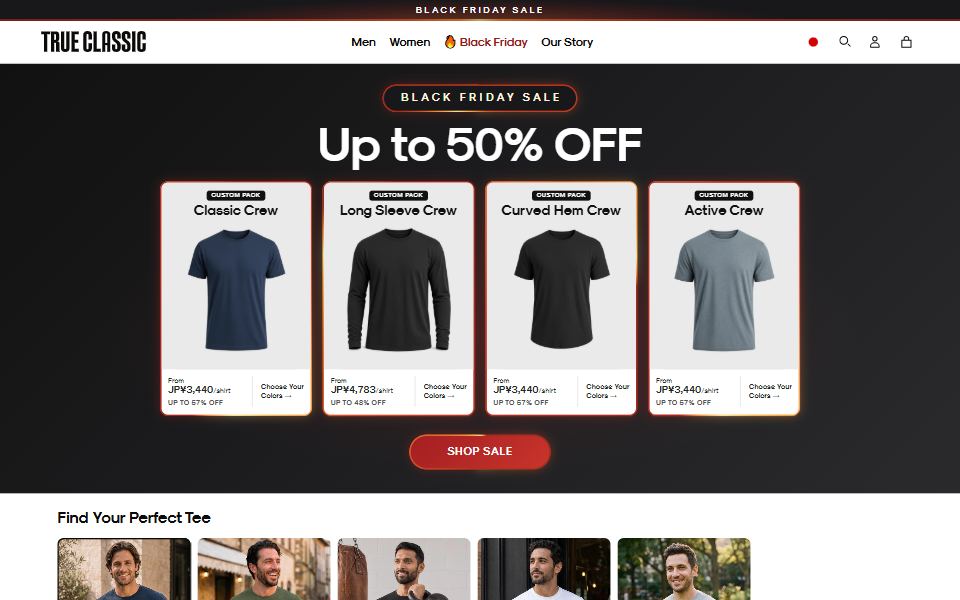 BLACK FRIDAY SALE
TRUE CLASSIC
Men Women Black Friday Our Story
BLACK FRIDAY SALE
Up to 50% OFF
CUSTOM PACK
Classic Crew
From
JP¥3,440/shirt
UP TO 57% OFF
Choose Your
Colors →
CUSTOM PACK
Long Sleeve Crew
From
JP¥4,783/shirt
UP TO 48% OFF
Choose Your
Colors →
CUSTOM PACK
Curved Hem Crew
From
JP¥3,440/shirt
UP TO 57% OFF
Choose Your
Colors →
CUSTOM PACK
Active Crew
From
JP¥3,440/shirt
UP TO 57% OFF
Choose Your
Colors →
SHOP SALE
Find Your Perfect Tee